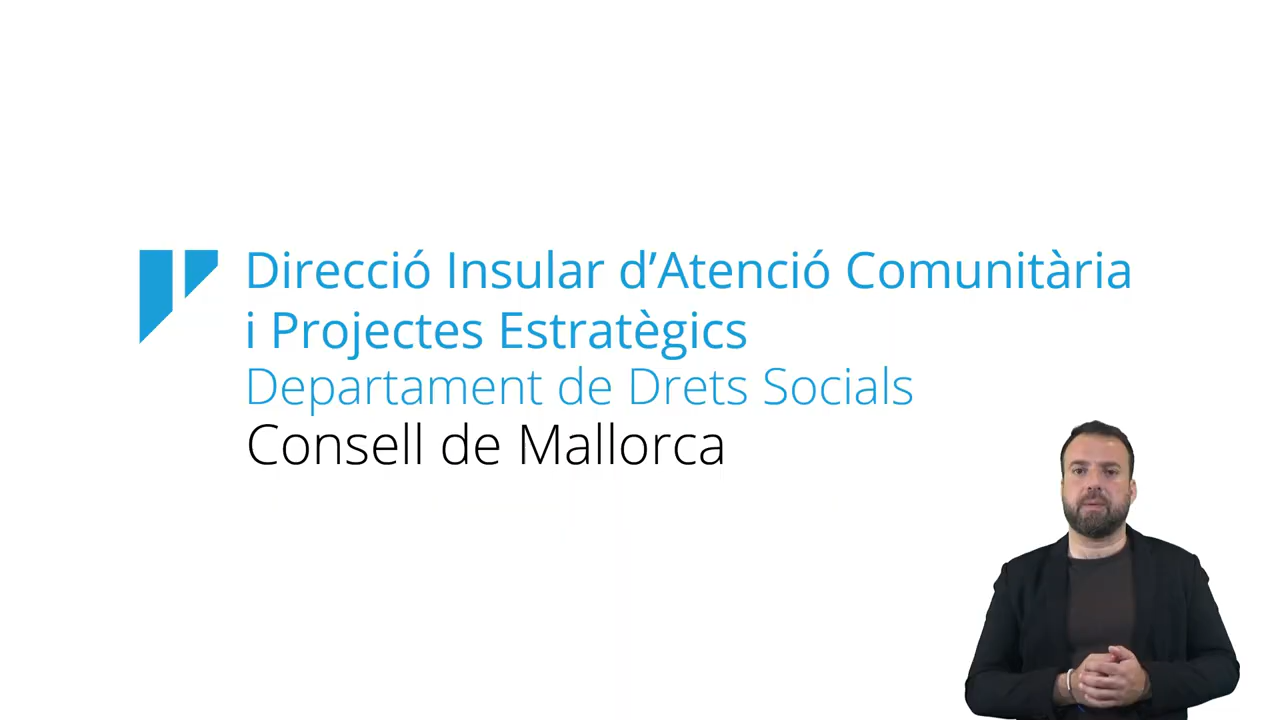 Direcció Insular d’Atenció Comunitària
i Projectes Estratègics
Departament de Drets Socials
Consell de Mallorca